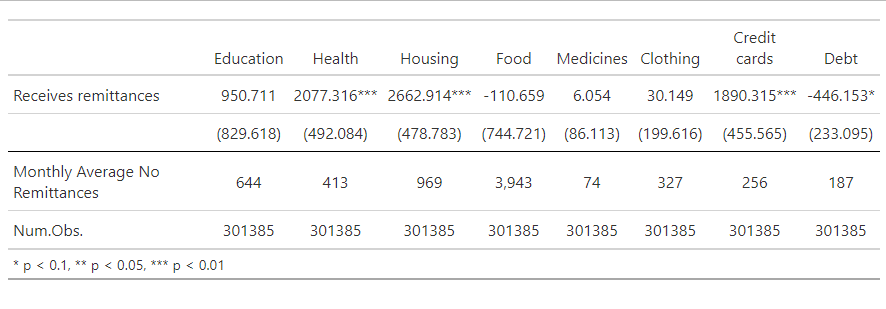 Education Health Housing Food Medicines Clothing Credit cards Debt
Receives remittances 950.711 2077.316*** 2662.914*** -110.659 6.054 30.149 1890.315*** -446.153*
(829.618) (492.084) (478.783) (744.721) (86.113) (199.616) (455.565) (233.095)
Monthly Average No Remittances 644 413 969 3,943 74 327 256 187
Num.Obs. 301385 301385 301385 301385 301385 301385 301385 301385
* p < 0.1, ** p < 0.05, *** p < 0.01